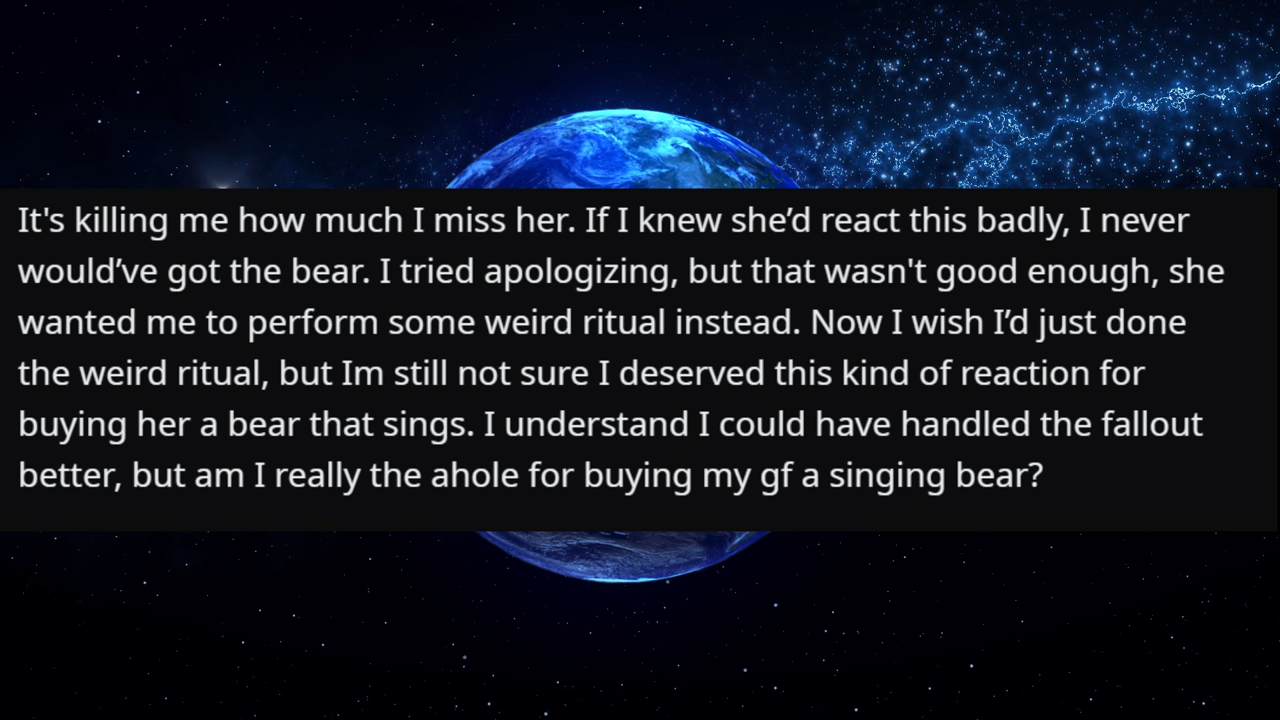 It's killing me how much I miss her. If I knew she’d react this badly, I never
would’ve got the bear. I tried apologizing, but that wasn't good enough, she
wanted me to perform some weird ritual instead. Now I wish I’d just done
the weird ritual, but Im still not sure I deserved this kind of reaction for
buying her a bear that sings. I understand I could have handled the fallout
better, but am I really the ahole for buying my gf a singing bear?